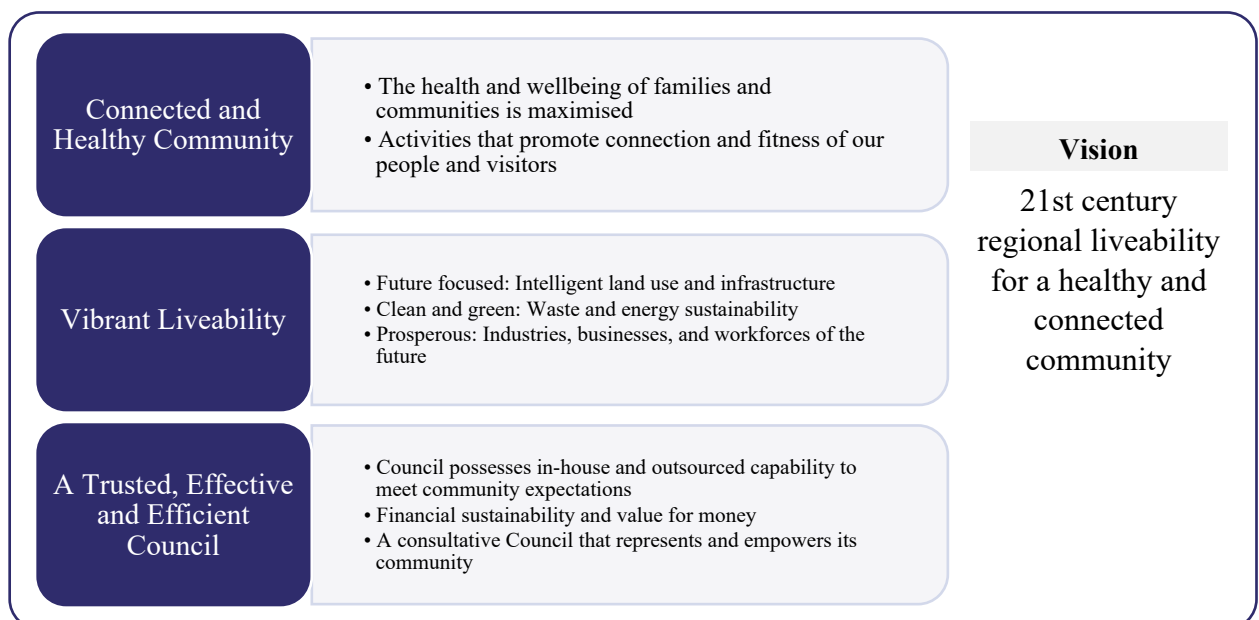 Connected and
Healthy Community
• The health and wellbeing of families and
communities is maximised
• Activities that promote connection and fitness of our
people and visitors
Vibrant Liveability
• Future focused: Intelligent land use and infrastructure
• Clean and green: Waste and energy sustainability
• Prosperous: Industries, businesses, and workforces of the
future
A Trusted, Effective
and Efficient
Council
• Council possesses in-house and outsourced capability to
meet community expectations
• Financial sustainability and value for money
• A consultative Council that represents and empowers its
community
Vision
21st century
regional liveability
for a healthy and
connected
community